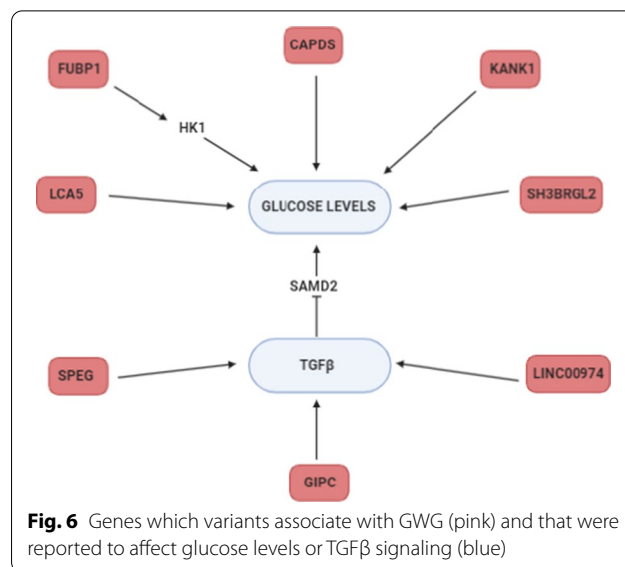 CAPDS
FUBP1
KANK1
HK1
LCA5
GLUCOSE LEVELS
SH3BRGL2
SAMD2
TGFβ
SPEG
LINC00974
GIPC
Fig. 6 Genes which variants associate with GWG (pink) and that were
reported to affect glucose levels or TGFβ signaling (blue)